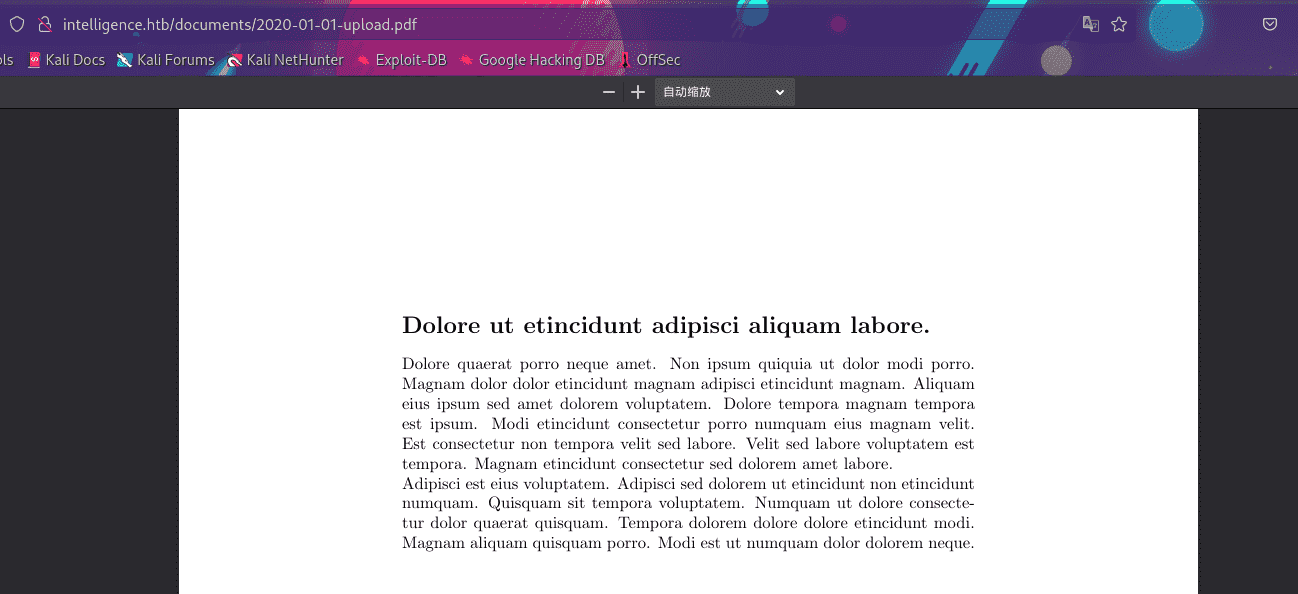 intelligence.htb/documents/2020-01-01-upload.pdf
ls Kali Docs Kali Forums Kali NetHunter Exploit-DB Google Hacking DB OffSec
自动缩放
Dolore ut etincidunt adipisci aliquam labore.
Dolore quaerat porro neque amet. Non ipsum quiquia ut dolor modi porro.
Magnam dolor dolor etincidunt magnam adipisci etincidunt magnam. Aliquam
eius ipsum sed amet dolorem voluptatem. Dolore tempora magnam tempora
est ipsum. Modi etincidunt consectetur porro numquam eius magnam velit.
Est consectetur non tempora velit sed labore. Velit sed labore voluptatem est
tempora. Magnam etincidunt consectetur sed dolorem amet labore.
Adipisci est eius voluptatem. Adipisci sed dolorem ut etincidunt non etincidunt
numquam. Quisquam sit tempora voluptatem. Numquam ut dolore consecte-
tur dolor quaerat quisquam. Tempora dolorem dolore dolore etincidunt modi.
Magnam aliquam quisquam porro. Modi est ut numquam dolor dolorem neque.